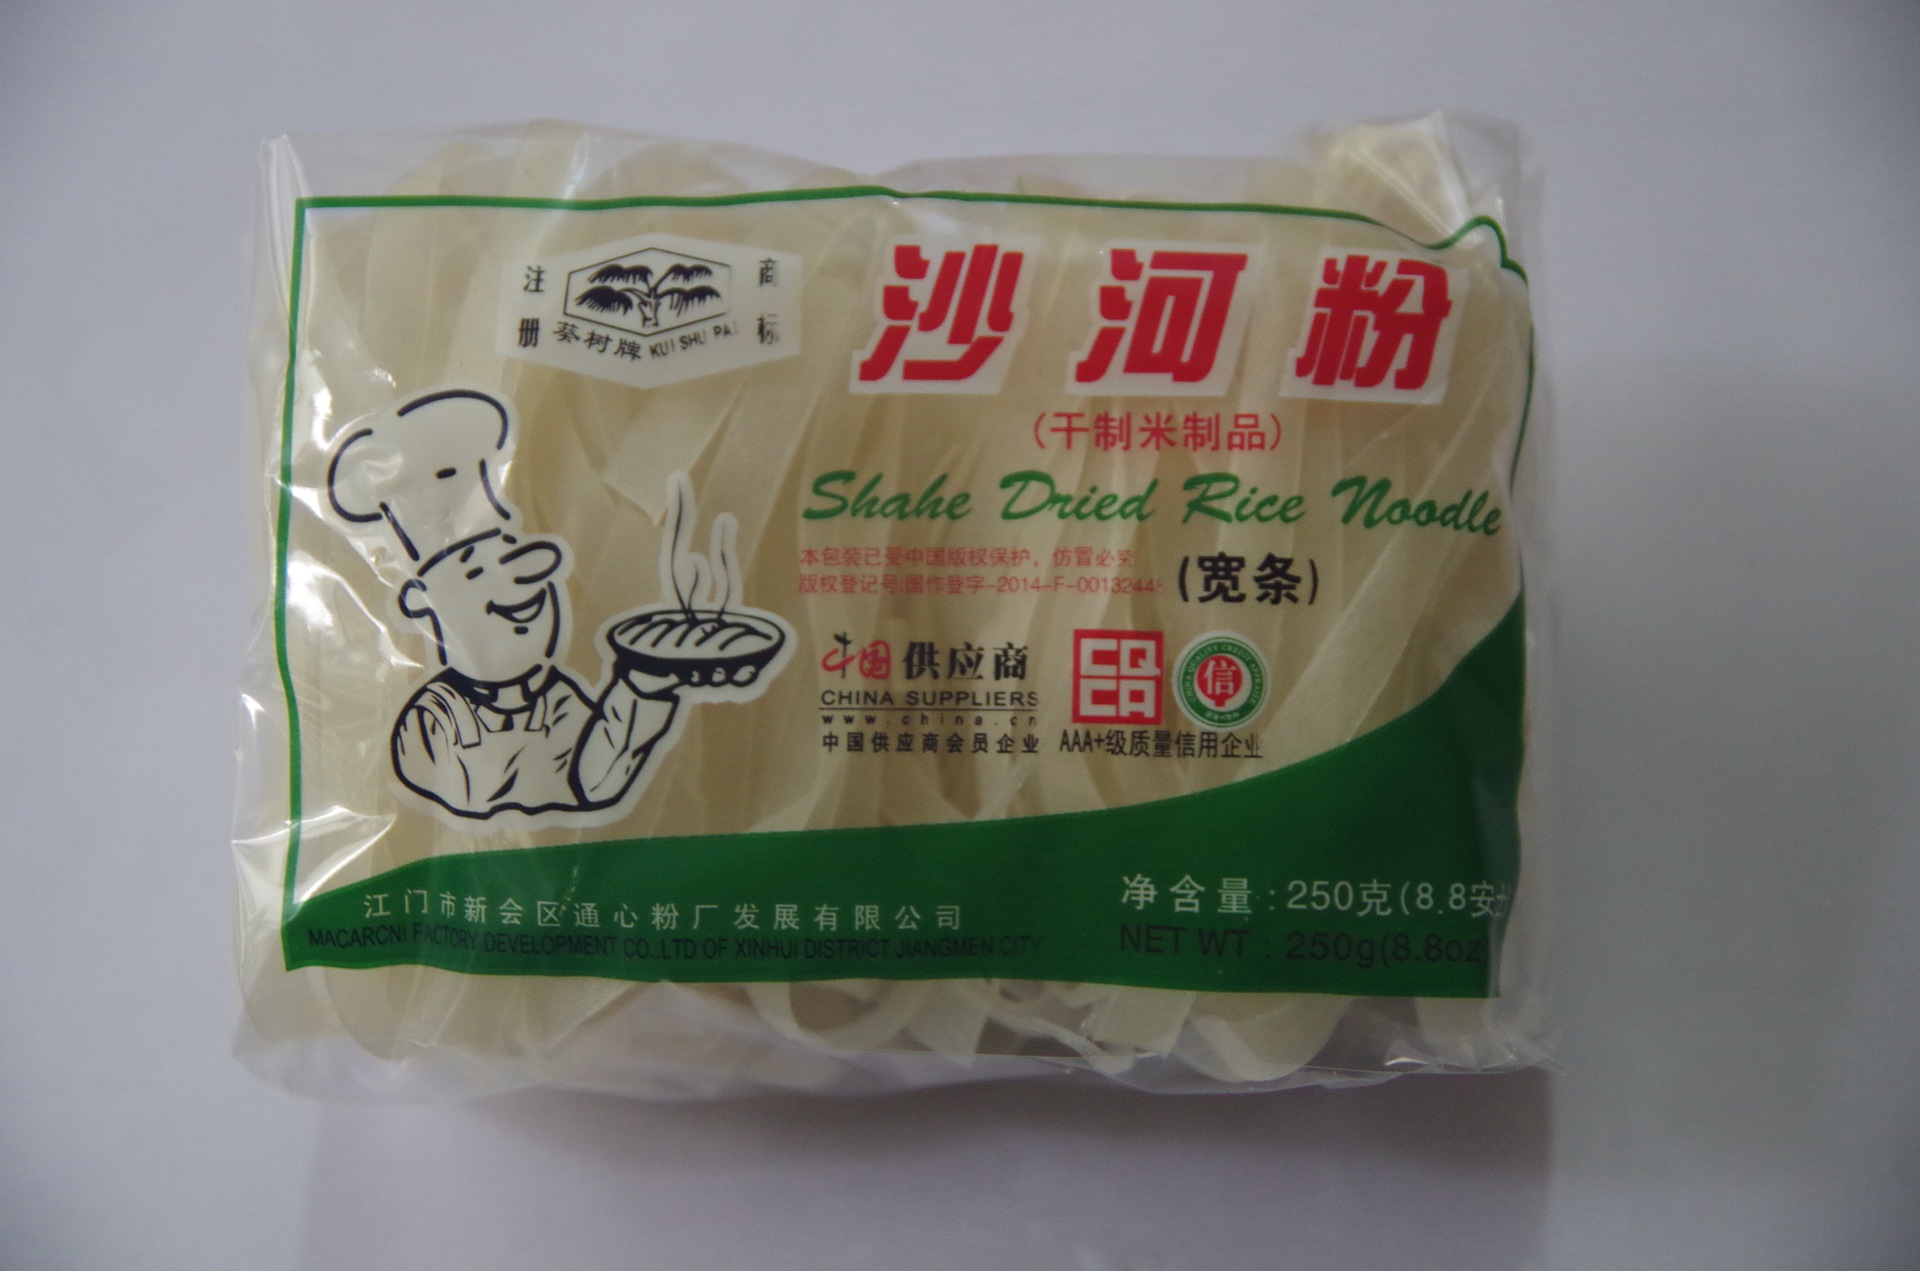 注册
商标
葵树牌 KUI SHU PAI
沙河粉
(干制米制品)
Shahe Dried Rice Noodle
本包装已受中国版权保护，仿冒必究
版权登记号:国作登字-2014-F-0013244
(宽条)
中国供应商
CHINA SUPPLIERS
www.china.cn
中国供应商会员企业
CQCA
信
CHINA QUALITY CREDIT
AAA+级质量信用企业
江门市新会区通心粉厂发展有限公司
MACARCNI FACTORY DEVELOPMENT CO.,LTD OF XINHUI DISTRICT JIANGMEN CITY
净含量:250克(8.8安士
NET WT:250g(8.8oz)